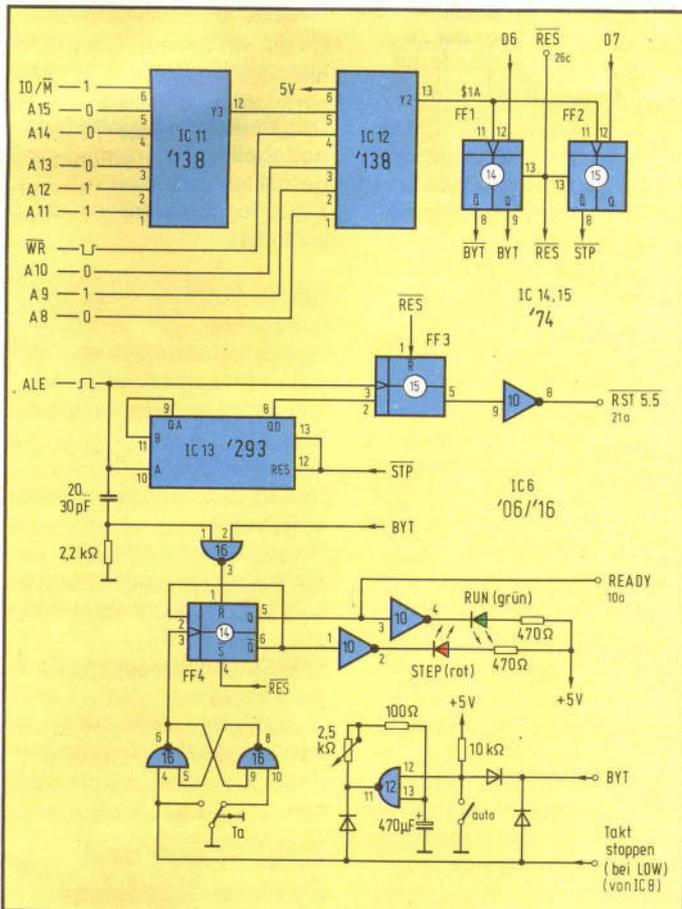 D6 RES D7
26c
IO/M 1
A15 0
A14 0
A13 0
A12 1
A11 1
WR
A10 0
A9 1
A8 0
6 5 4 3 2 1
IC 11
'138
Y3 12
5V
6 5 4 3 2 1
IC 12
'138
Y2 13
$1A
FF1 FF2
11 12 11 12
14 13 13 15
Q Q Q Q
8 9 8
BYT BYT RES STP
IC 14,15
'74
RES
FF3
1
R
15
3
2
5
9 10 8
RST 5.5
21a
ALE
9 8
QA QD
11 B
IC 13 '293
13
10 A
RES 12
STP
20...
30pF
2,2 kΩ
IC6
'06/'16
1 2
16
3
BYT
READY
10a
1
R Q 5
2
3
14
Q 6
S
4
FF4
RES
3 10 4
RUN (grün)
470Ω
1 10 2
STEP (rot)
470Ω
+5V
6 8
16 16
4 5 9 10
Ta
2,5
kΩ
100Ω
11 12 12
13
470µF +
+5V
10kΩ
auto
BYT
Takt
stoppen
(bei LOW)
(von IC8)